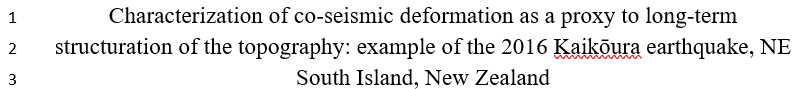 1 Characterization of co-seismic deformation as a proxy to long-term
2 structuration of the topography: example of the 2016 Kaikōura earthquake, NE
3 South Island, New Zealand